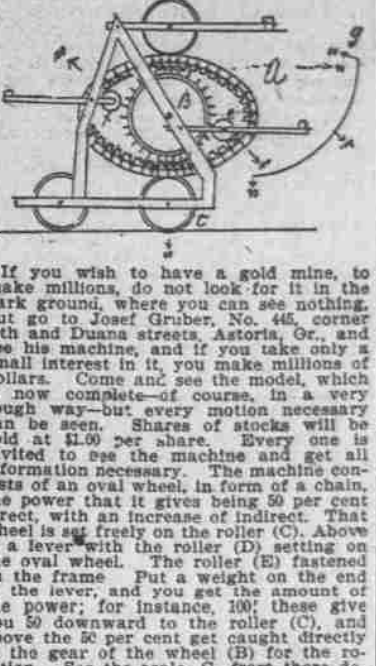 If you wish to have a gold mine, to
ake millions, do not look for it in the
ark ground, where you can see nothing,
ut go to Josef Gruber, No. 445, corner
th and Duana streets, Astoria, Or., and
ee his machine, and if you take only a
mall interest in it, you make millions of
ollars. Come and see the model, which
now complete—of course, in a very
ough way—but every motion necessary
an be seen. Shares of stocks will be
old at $1.00 per share. Every one is
vited to see the machine and get all
formation necessary. The machine con-
sts of an oval wheel, in form of a chain,
e power that it gives being 50 per cent
rect, with an increase of indirect. That
heel is set freely on the roller (C). Above
a lever with the roller (D) setting on
e oval wheel. The roller (E) fastened
the frame Put a weight on the end
the lever, and you get the amount of
e power; for instance, 100; these give
ou 50 downward to the roller (C), and
ove the 50 per cent get caught directly
the gear of the wheel (B) for the ro-